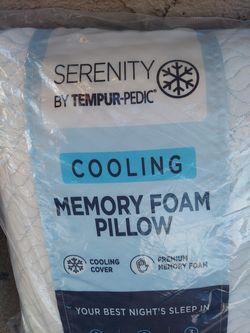 SERENITY
BY TEMPUR-PEDIC®
COOLING
MEMORY FOAM
PILLOW
COOLING
COVER
PREMIUM
MEMORY FOAM
YOUR BEST NIGHT'S SLEEP IN